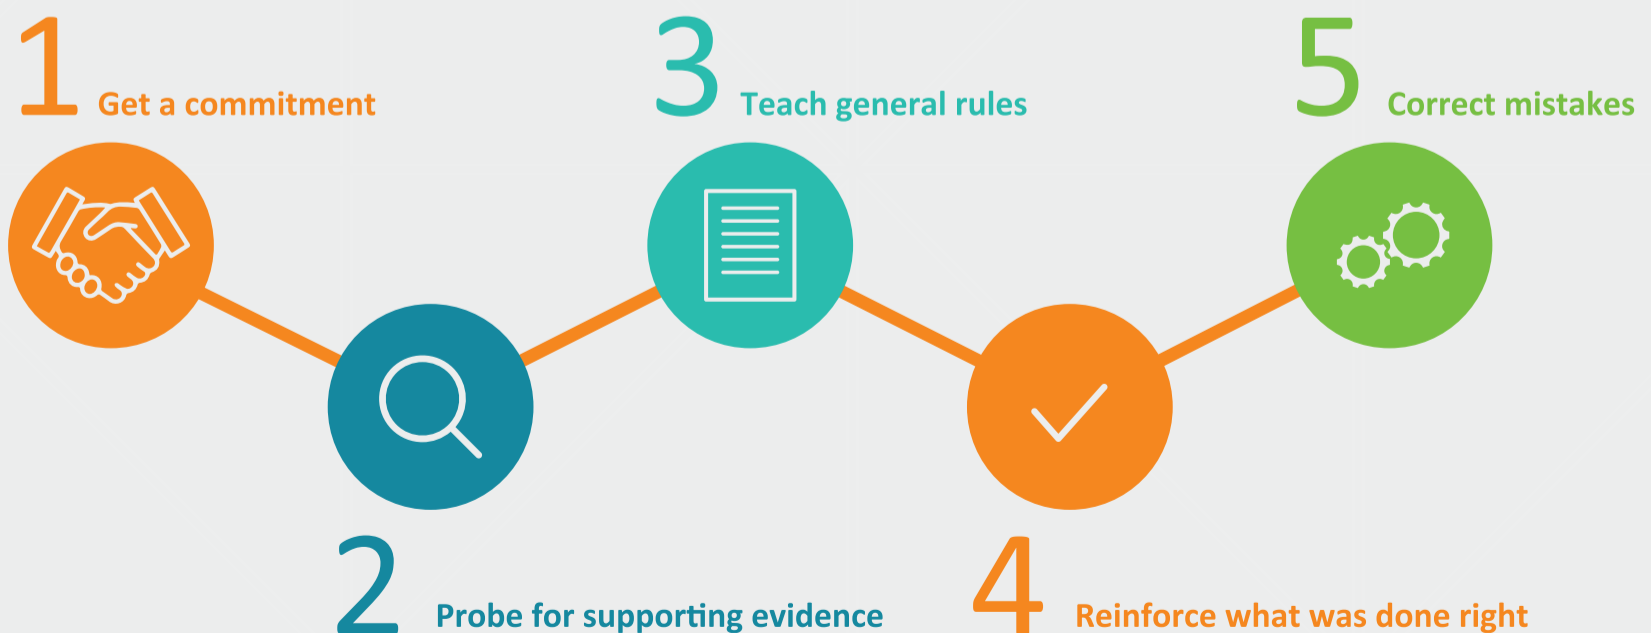 1 Get a commitment
2 Probe for supporting evidence
3 Teach general rules
4 Reinforce what was done right
5 Correct mistakes